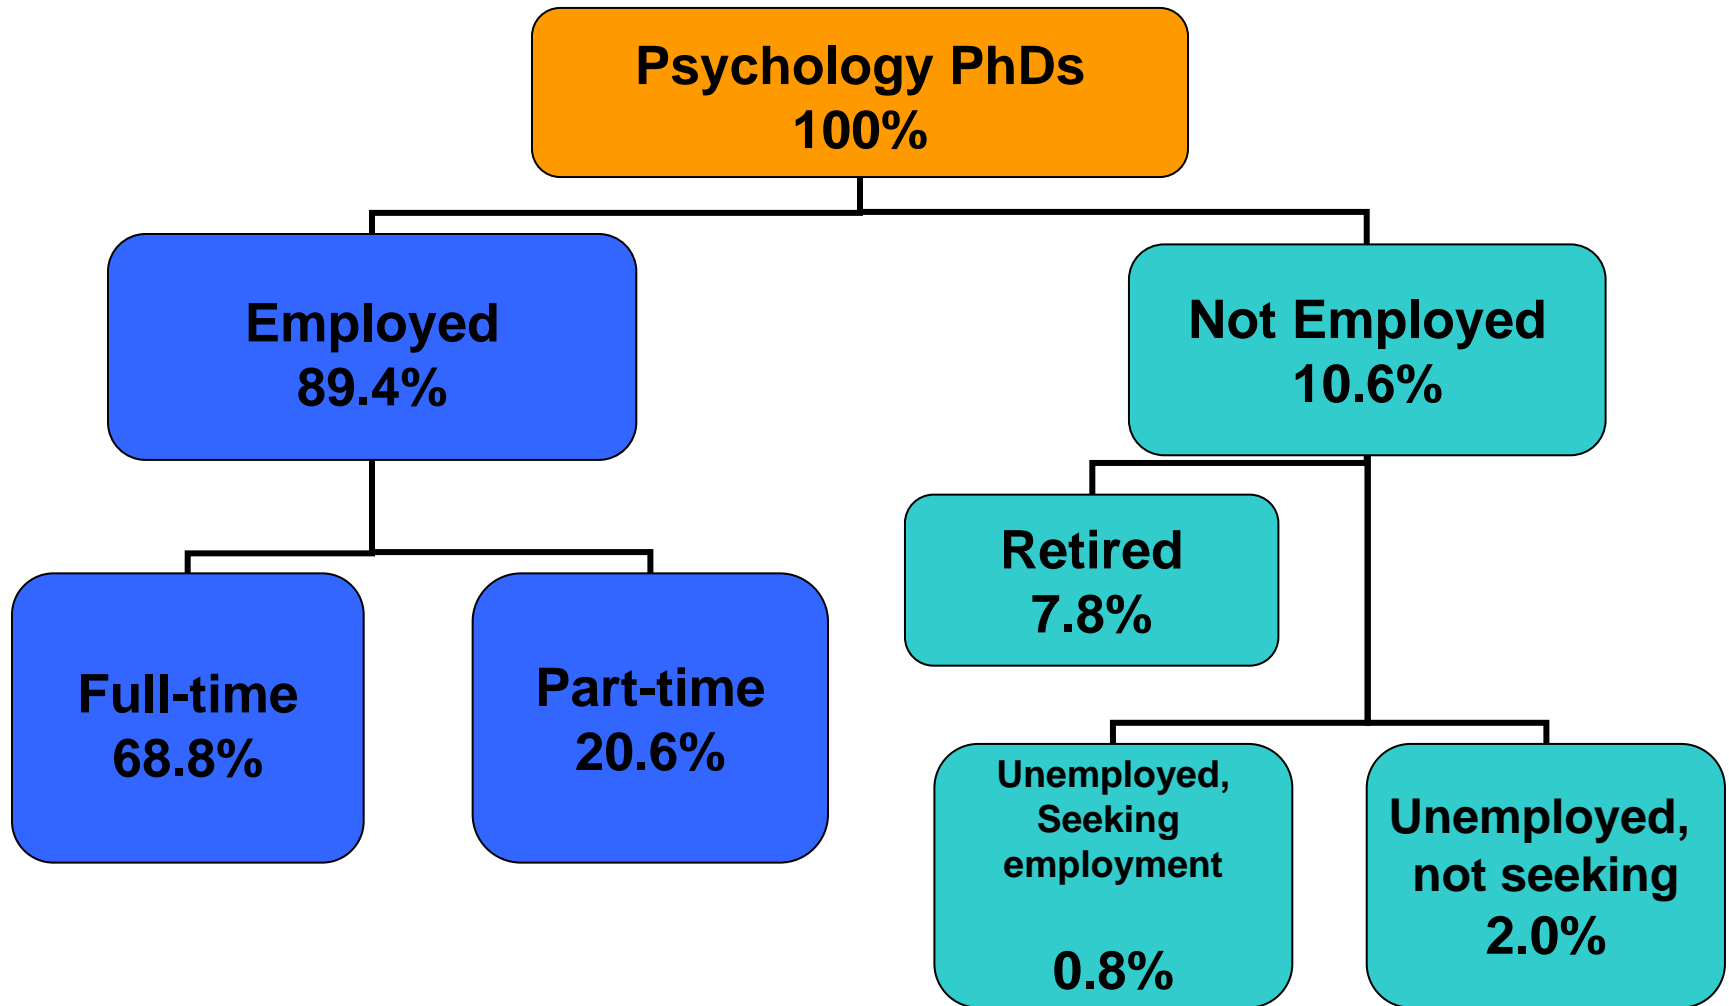 Psychology PhDs
100%
Employed
89.4%
Not Employed
10.6%
Full-time
68.8%
Part-time
20.6%
Retired
7.8%
Unemployed,
Seeking
employment
0.8%
Unemployed,
not seeking
2.0%